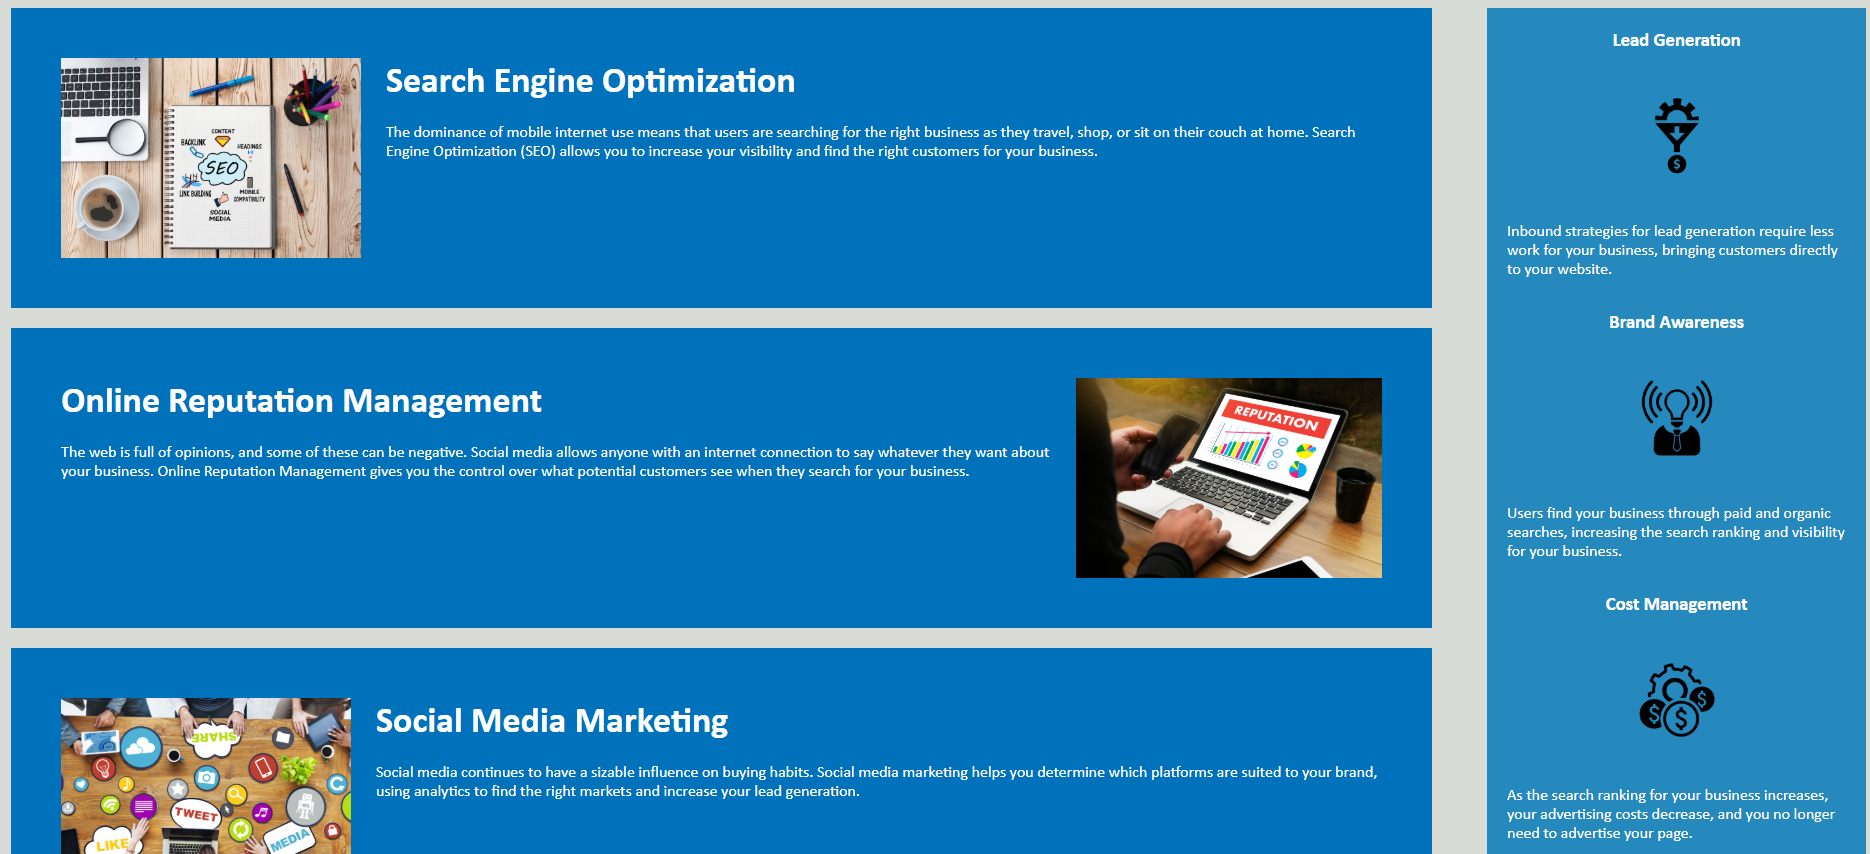 Search Engine Optimization
The dominance of mobile internet use means that users are searching for the right business as they travel, shop, or sit on their couch at home. Search
Engine Optimization (SEO) allows you to increase your visibility and find the right customers for your business.
CONTENT
BACKLINK
HEADINGS
SEO
LINK BUILDING
MOBILE
COMPATIBILITY
SOCIAL
MEDIA
Online Reputation Management
The web is full of opinions, and some of these can be negative. Social media allows anyone with an internet connection to say whatever they want about
your business. Online Reputation Management gives you the control over what potential customers see when they search for your business.
REPUTATION
Social Media Marketing
Social media continues to have a sizable influence on buying habits. Social media marketing helps you determine which platforms are suited to your brand,
using analytics to find the right markets and increase your lead generation.
SHARE
TWEET
LIKE
MEDIA
Lead Generation
$
Inbound strategies for lead generation require less
work for your business, bringing customers directly
to your website.
Brand Awareness
Users find your business through paid and organic
searches, increasing the search ranking and visibility
for your business.
Cost Management
$ $ $
As the search ranking for your business increases,
your advertising costs decrease, and you no longer
need to advertise your page.